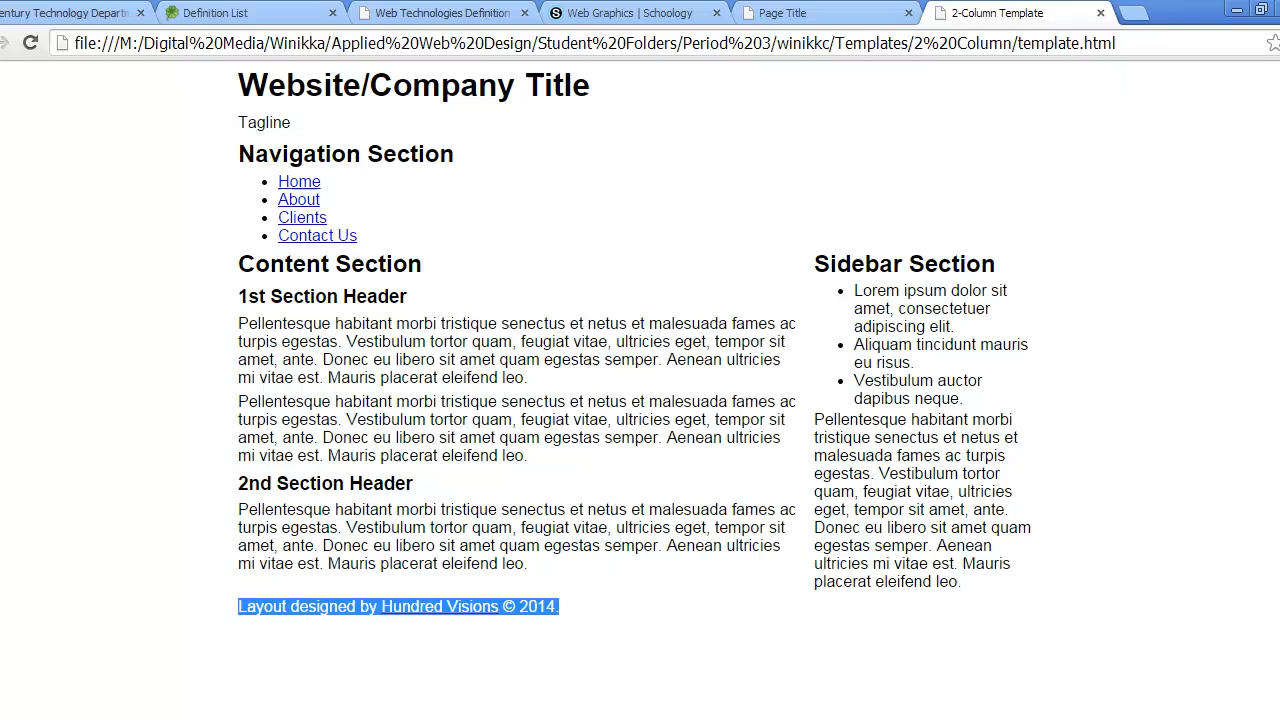 entury Technology Departm
Definition List
Web Technologies Definition
Web Graphics | Schoology
Page Title
2-Column Template
file:///M:/Digital%20Media/Winikka/Applied%20Web%20Design/Student%20Folders/Period%203/winikkc/Templates/2%20Column/template.html
Website/Company Title
Tagline
Navigation Section
Home
About
Clients
Contact Us
Content Section
1st Section Header
Pellentesque habitant morbi tristique senectus et netus et malesuada fames ac
turpis egestas. Vestibulum tortor quam, feugiat vitae, ultricies eget, tempor sit
amet, ante. Donec eu libero sit amet quam egestas semper. Aenean ultricies
mi vitae est. Mauris placerat eleifend leo.
Pellentesque habitant morbi tristique senectus et netus et malesuada fames ac
turpis egestas. Vestibulum tortor quam, feugiat vitae, ultricies eget, tempor sit
amet, ante. Donec eu libero sit amet quam egestas semper. Aenean ultricies
mi vitae est. Mauris placerat eleifend leo.
2nd Section Header
Pellentesque habitant morbi tristique senectus et netus et malesuada fames ac
turpis egestas. Vestibulum tortor quam, feugiat vitae, ultricies eget, tempor sit
amet, ante. Donec eu libero sit amet quam egestas semper. Aenean ultricies
mi vitae est. Mauris placerat eleifend leo.
Sidebar Section
Lorem ipsum dolor sit
amet, consectetuer
adipiscing elit.
Aliquam tincidunt mauris
eu risus.
Vestibulum auctor
dapibus neque.
Pellentesque habitant morbi
tristique senectus et netus et
malesuada fames ac turpis
egestas. Vestibulum tortor
quam, feugiat vitae, ultricies
eget, tempor sit amet, ante.
Donec eu libero sit amet quam
egestas semper. Aenean
ultricies mi vitae est. Mauris
placerat eleifend leo.
Layout designed by Hundred Visions © 2014.